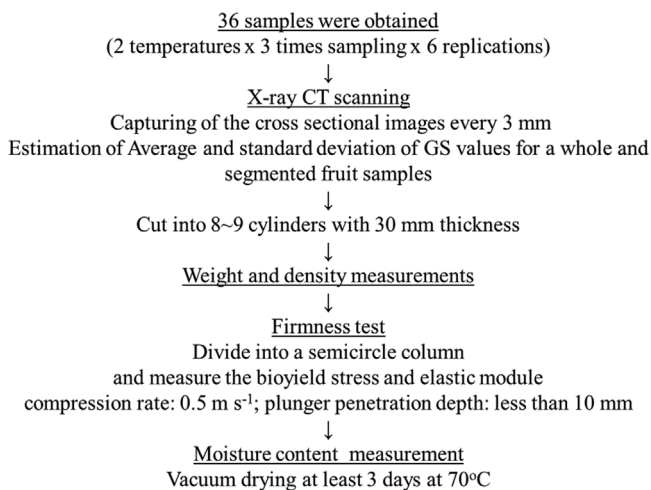 36 samples were obtained
(2 temperatures x 3 times sampling x 6 replications)
↓
X-ray CT scanning
Capturing of the cross sectional images every 3 mm
Estimation of Average and standard deviation of GS values for a whole and
segmented fruit samples
↓
Cut into 8~9 cylinders with 30 mm thickness
↓
Weight and density measurements
↓
Firmness test
Divide into a semicircle column
and measure the bioyield stress and elastic module
compression rate: 0.5 m s⁻¹; plunger penetration depth: less than 10 mm
↓
Moisture content measurement
Vacuum drying at least 3 days at 70°C